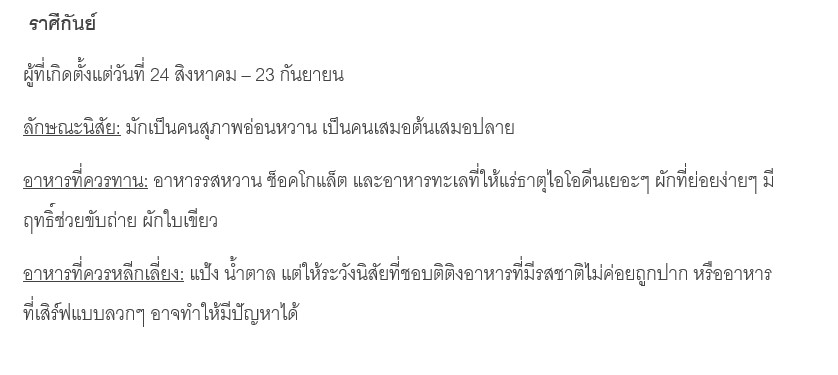 ราศีกันย์
ผู้ที่เกิดตั้งแต่วันที่ 24 สิงหาคม – 23 กันยายน
ลักษณะนิสัย: มักเป็นคนสุภาพอ่อนหวาน เป็นคนเสมอต้นเสมอปลาย
อาหารที่ควรทาน: อาหารรสหวาน ช็อคโกแล็ต และอาหารทะเลที่ให้แร่ธาตุไอโอดีนเยอะๆ ผักที่ย่อยง่ายๆ มี
ฤทธิ์ช่วยขับถ่าย ผักใบเขียว
อาหารที่ควรหลีกเลี่ยง: แป้ง น้ำตาล แต่ให้ระวังนิสัยที่ชอบติติงอาหารที่มีรสชาติไม่ค่อยถูกปาก หรืออาหาร
ที่เสิร์ฟแบบลวกๆ อาจทำให้มีปัญหาได้